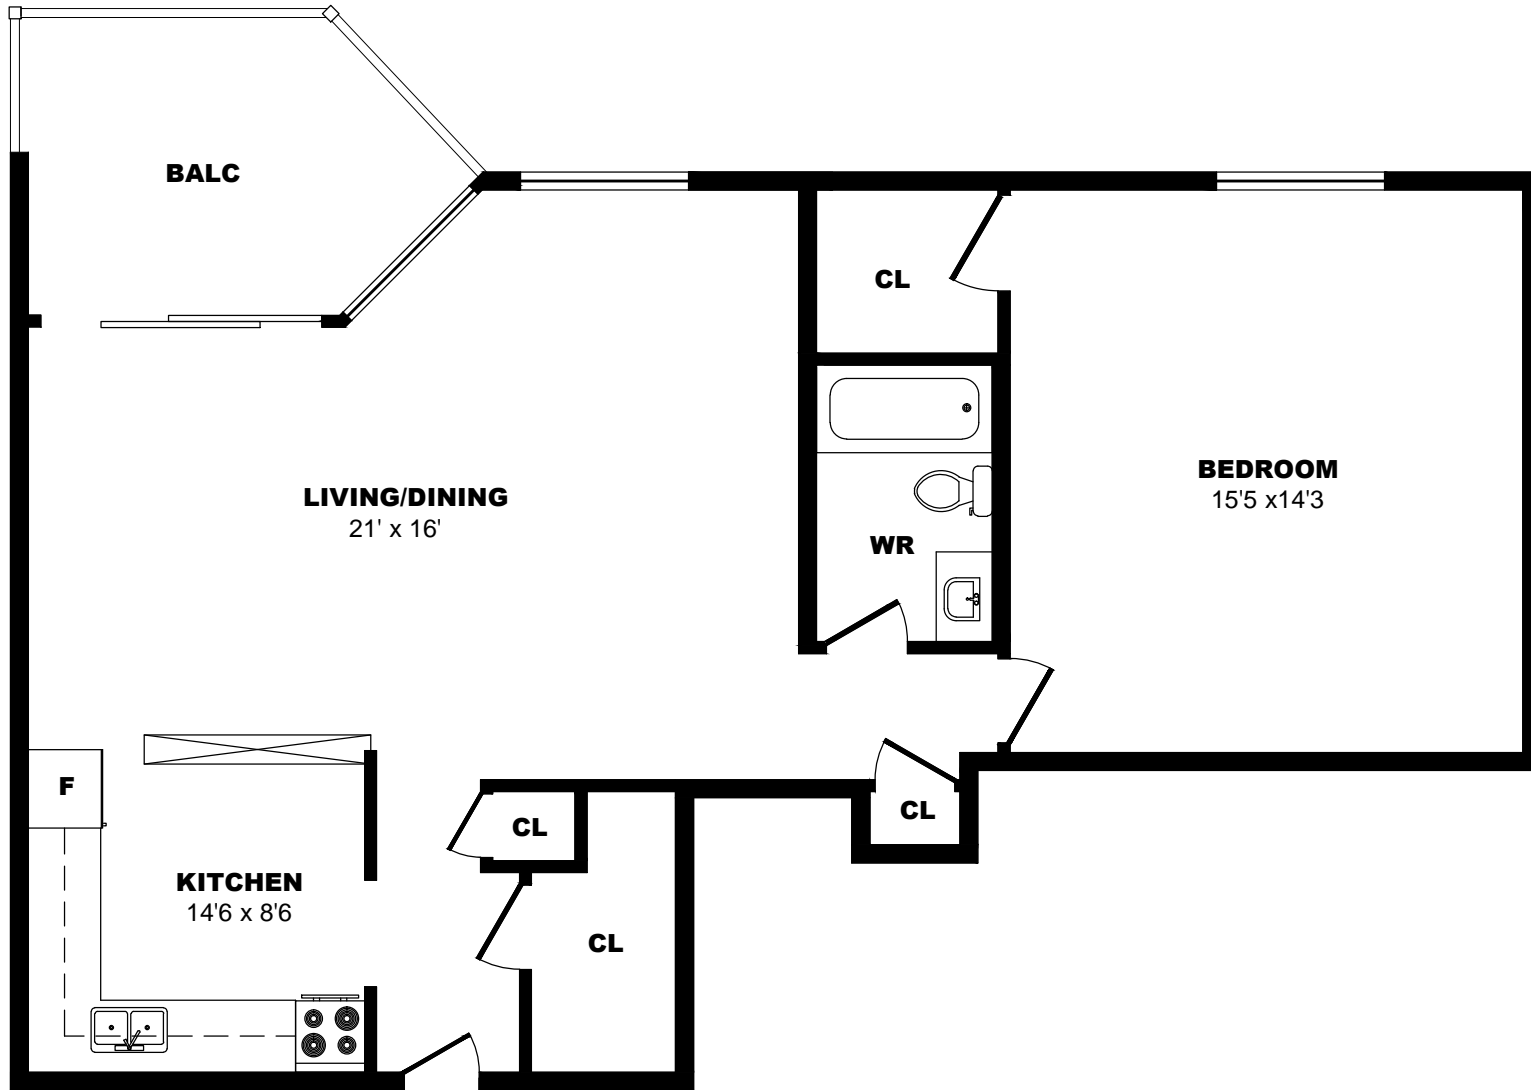 BALC
CL
LIVING/DINING
21' x 16'
BEDROOM
15'5 x14'3
WR
F
CL
CL
KITCHEN
14'6 x 8'6
CL